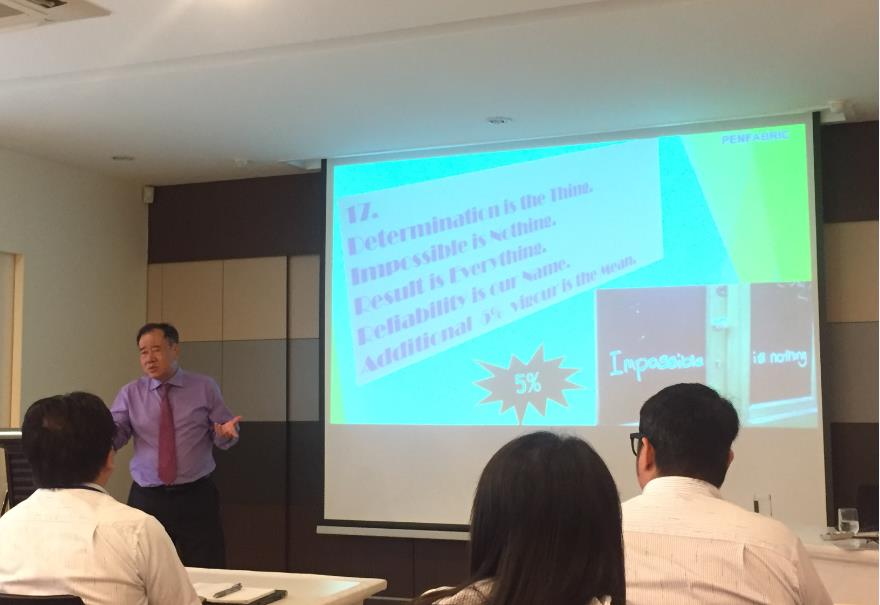 PENFABRIC
17.
Determination is the Thing.
Impossible is Nothing.
Result is Everything.
Reliability is our Name.
Additional 5% vigour is the Mean.
5%
Impossible
is nothing